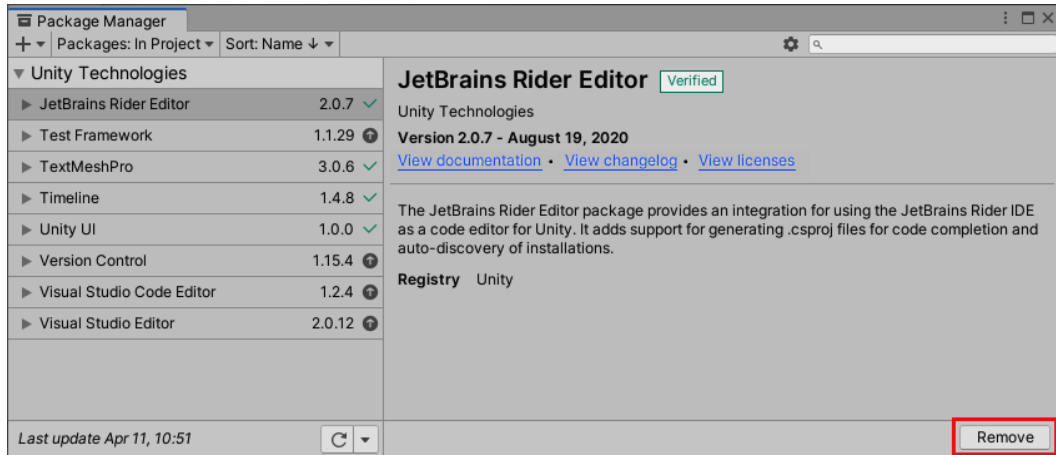 Package Manager
Packages: In Project Sort: Name ↓
Unity Technologies
JetBrains Rider Editor 2.0.7
Test Framework 1.1.29
TextMeshPro 3.0.6
Timeline 1.4.8
Unity UI 1.0.0
Version Control 1.15.4
Visual Studio Code Editor 1.2.4
Visual Studio Editor 2.0.12
Last update Apr 11, 10:51
JetBrains Rider Editor Verified
Unity Technologies
Version 2.0.7 - August 19, 2020
View documentation • View changelog • View licenses
The JetBrains Rider Editor package provides an integration for using the JetBrains Rider IDE
as a code editor for Unity. It adds support for generating .csproj files for code completion and
auto-discovery of installations.
Registry Unity
Remove